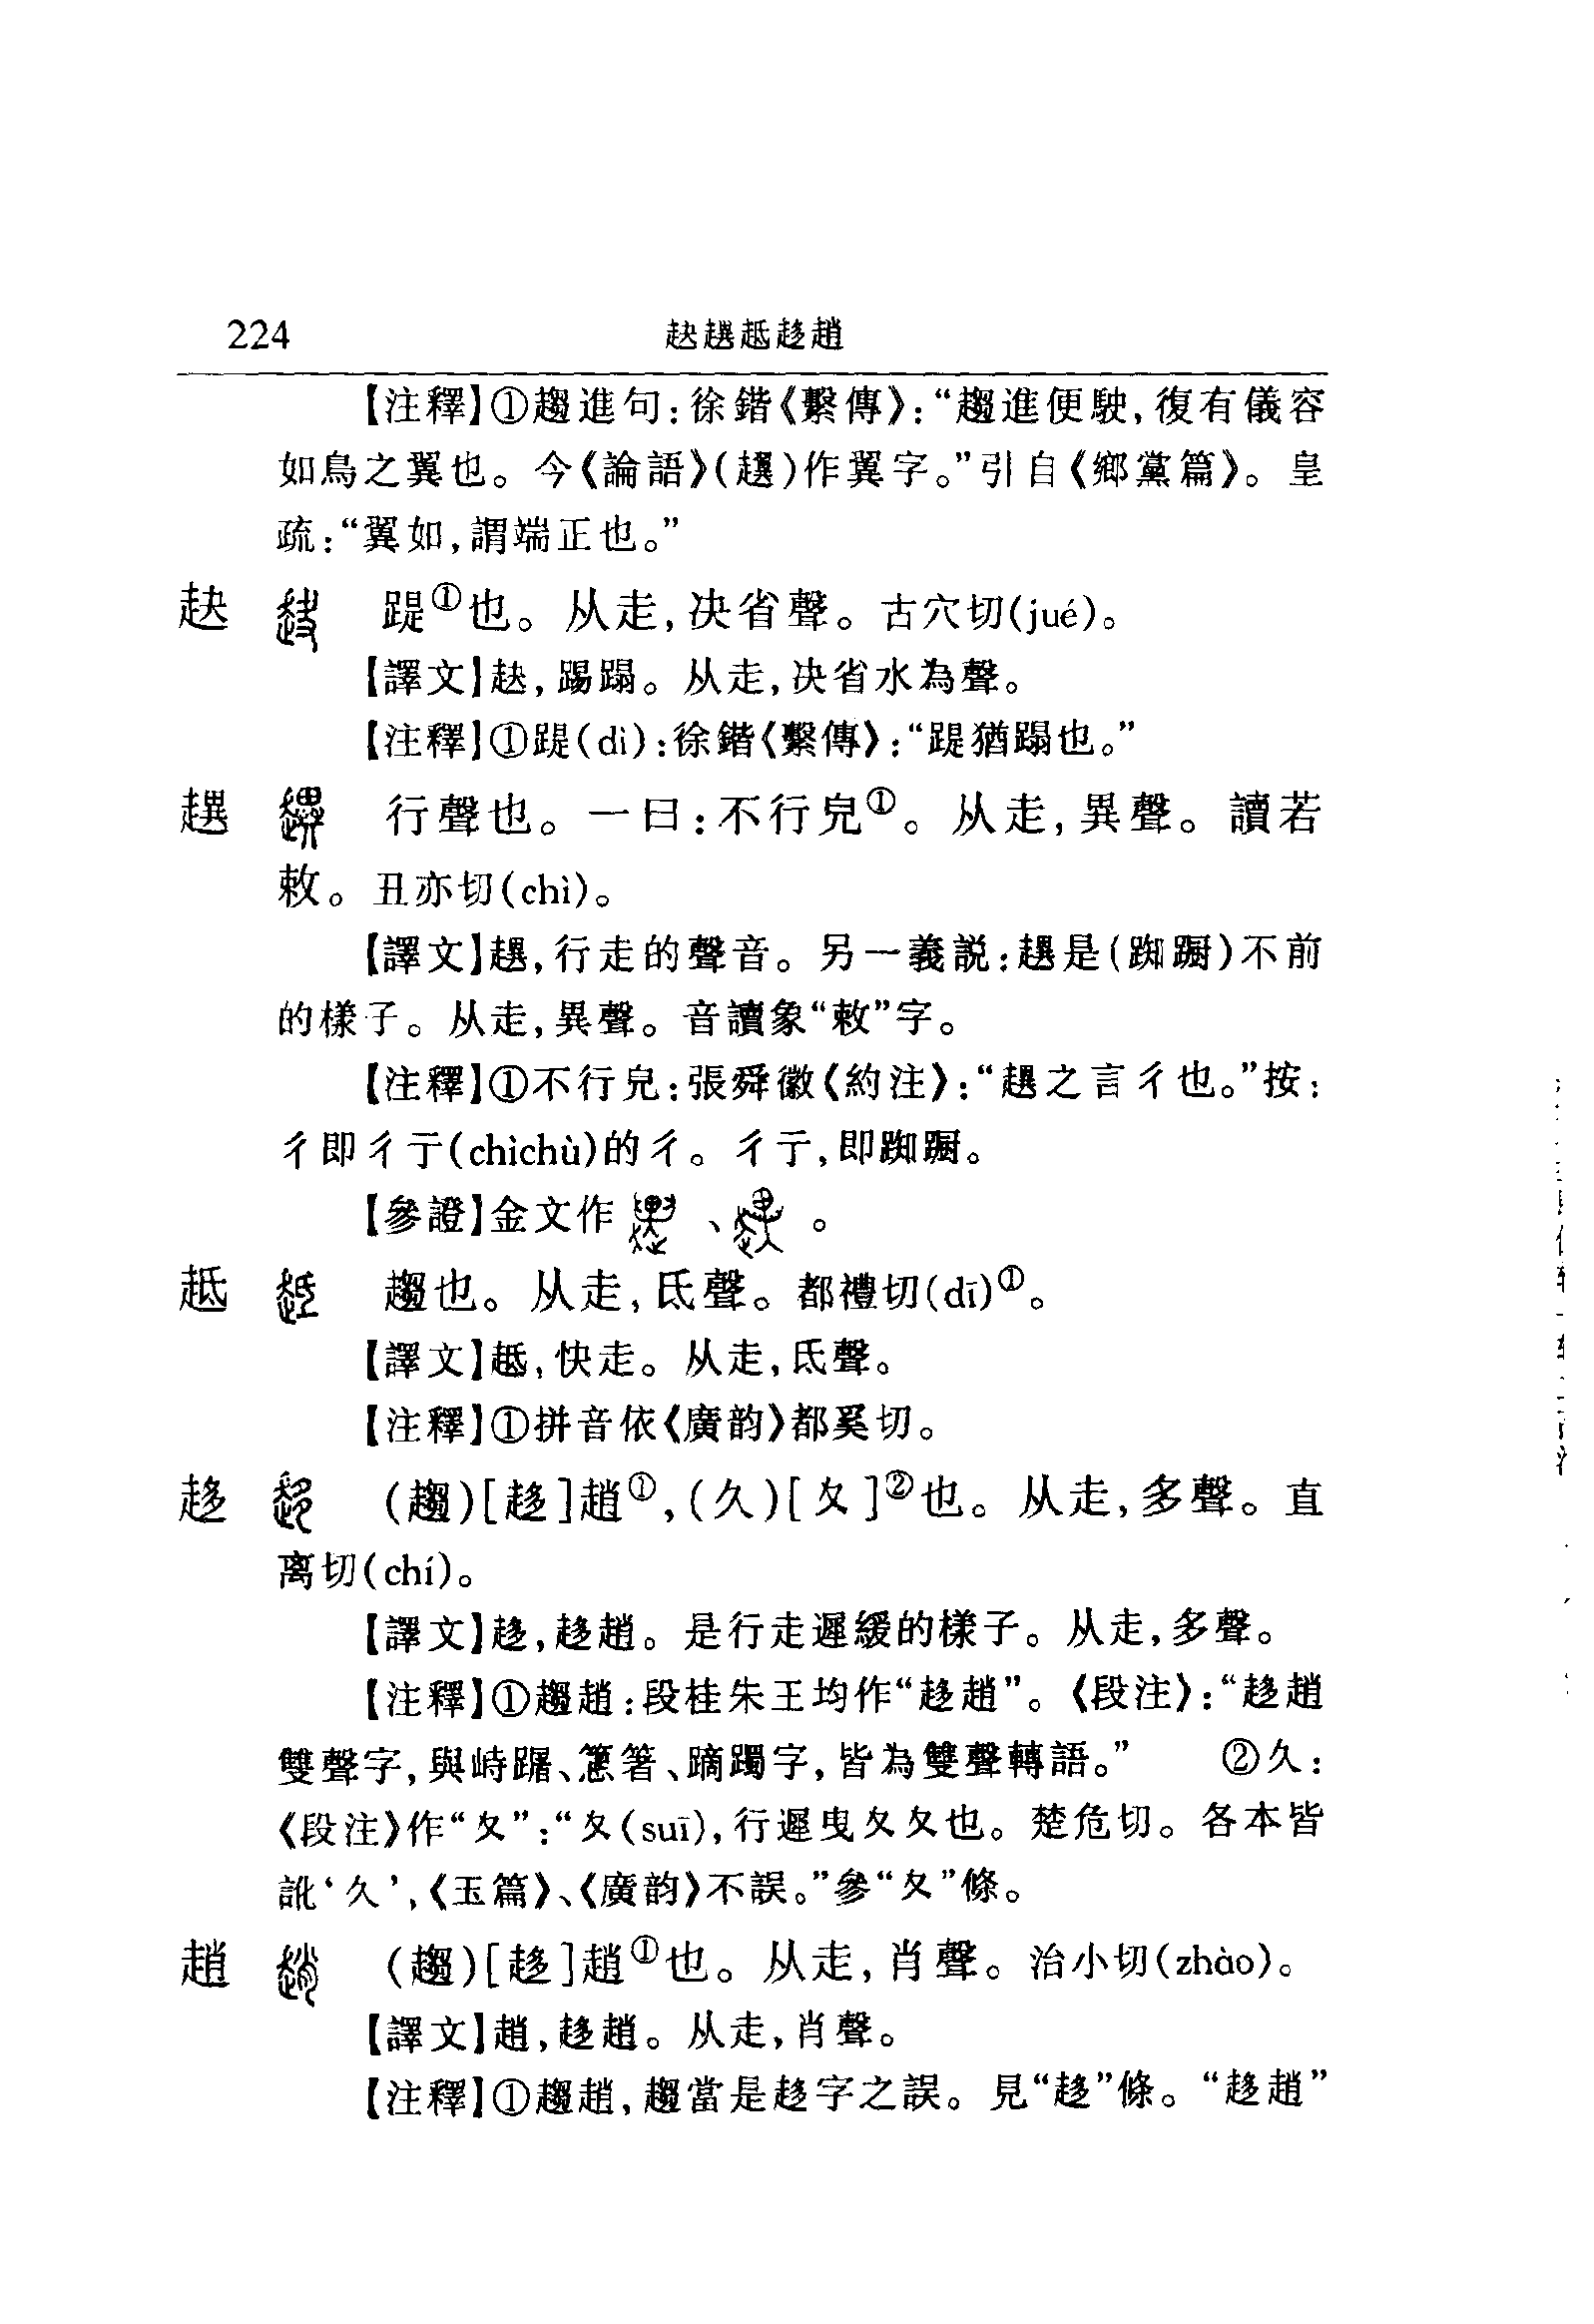 224 赽趩趆趍趙
【注釋】①趨進句：徐鍇《繫傳》：“趨進便駛，復有儀容
如鳥之翼也。今《論語》(趩)作翼字。”引自《鄉黨篇》。皇
疏：“翼如，謂端正也。”
赽 踶①也。从走，决省聲。古穴切(jué)。
【譯文】赽，踢蹋。从走，决省水為聲。
【注釋】①踶(dì)：徐鍇《繫傳》：“踶猶蹋也。”
趩 行聲也。一曰：不行皃①。从走，異聲。讀若
敕。丑亦切(chì)。
【譯文】趩，行走的聲音。另一義説：趩是(踟躕)不前
的樣子。从走，異聲。音讀象“敕”字。
【注釋】①不行皃：張舜徽《約注》：“趩之言彳也。”按：
彳即彳亍(chìchù)的彳。彳亍，即踟躕。
【參證】金文作 、 。
趆 趨也。从走，氐聲。都禮切(dī)①。
【譯文】趆，快走。从走，氐聲。
【注釋】①拼音依《廣韵》都奚切。
趍 (趨)[趍]趙①，(久)[夊]②也。从走，多聲。直
离切(chí)。
【譯文】趍，趍趙。是行走遲緩的樣子。从走，多聲。
【注釋】①趨趙：段桂朱王均作“趍趙”。《段注》：“趍趙
雙聲字，與峙䠧、箸、蹢躅字，皆為雙聲轉語。” ②久：
《段注》作“夊”：“夊(suī)，行遲曳夊夊也。楚危切。各本皆
訛‘久’，《玉篇》、《廣韵》不誤。”參“夊”條。
趙 (趨)[趍]趙①也。从走，肖聲。治小切(zhào)。
【譯文】趙，趍趙。从走，肖聲。
【注釋】①趨趙，趨當是趍字之誤。見“趍”條。“趍趙”